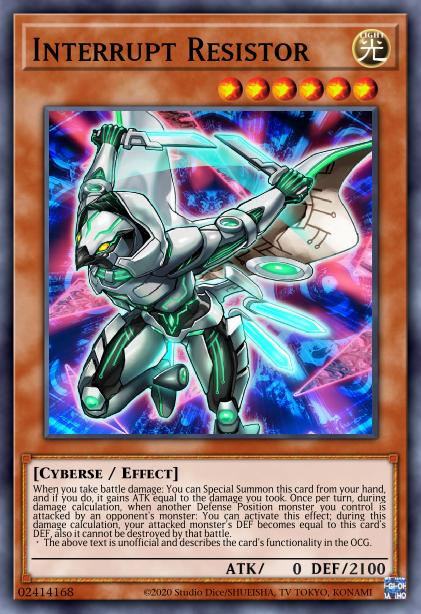 INTERRUPT RESISTOR
LIGHT
光
[CYBERSE / EFFECT]
When you take battle damage: You can Special Summon this card from your hand,
and if you do, it gains ATK equal to the damage you took. Once per turn, during
damage calculation, when another Defense Position monster you control is
attacked by an opponent's monster: You can activate this effect; during this
damage calculation, your attacked monster's DEF becomes equal to this card's
DEF, also it cannot be destroyed by that battle.
· The above text is unofficial and describes the card's functionality in the OCG.
ATK/ 0 DEF/2100
02414168
©2020 Studio Dice/SHUEISHA, TV TOKYO, KONAMI